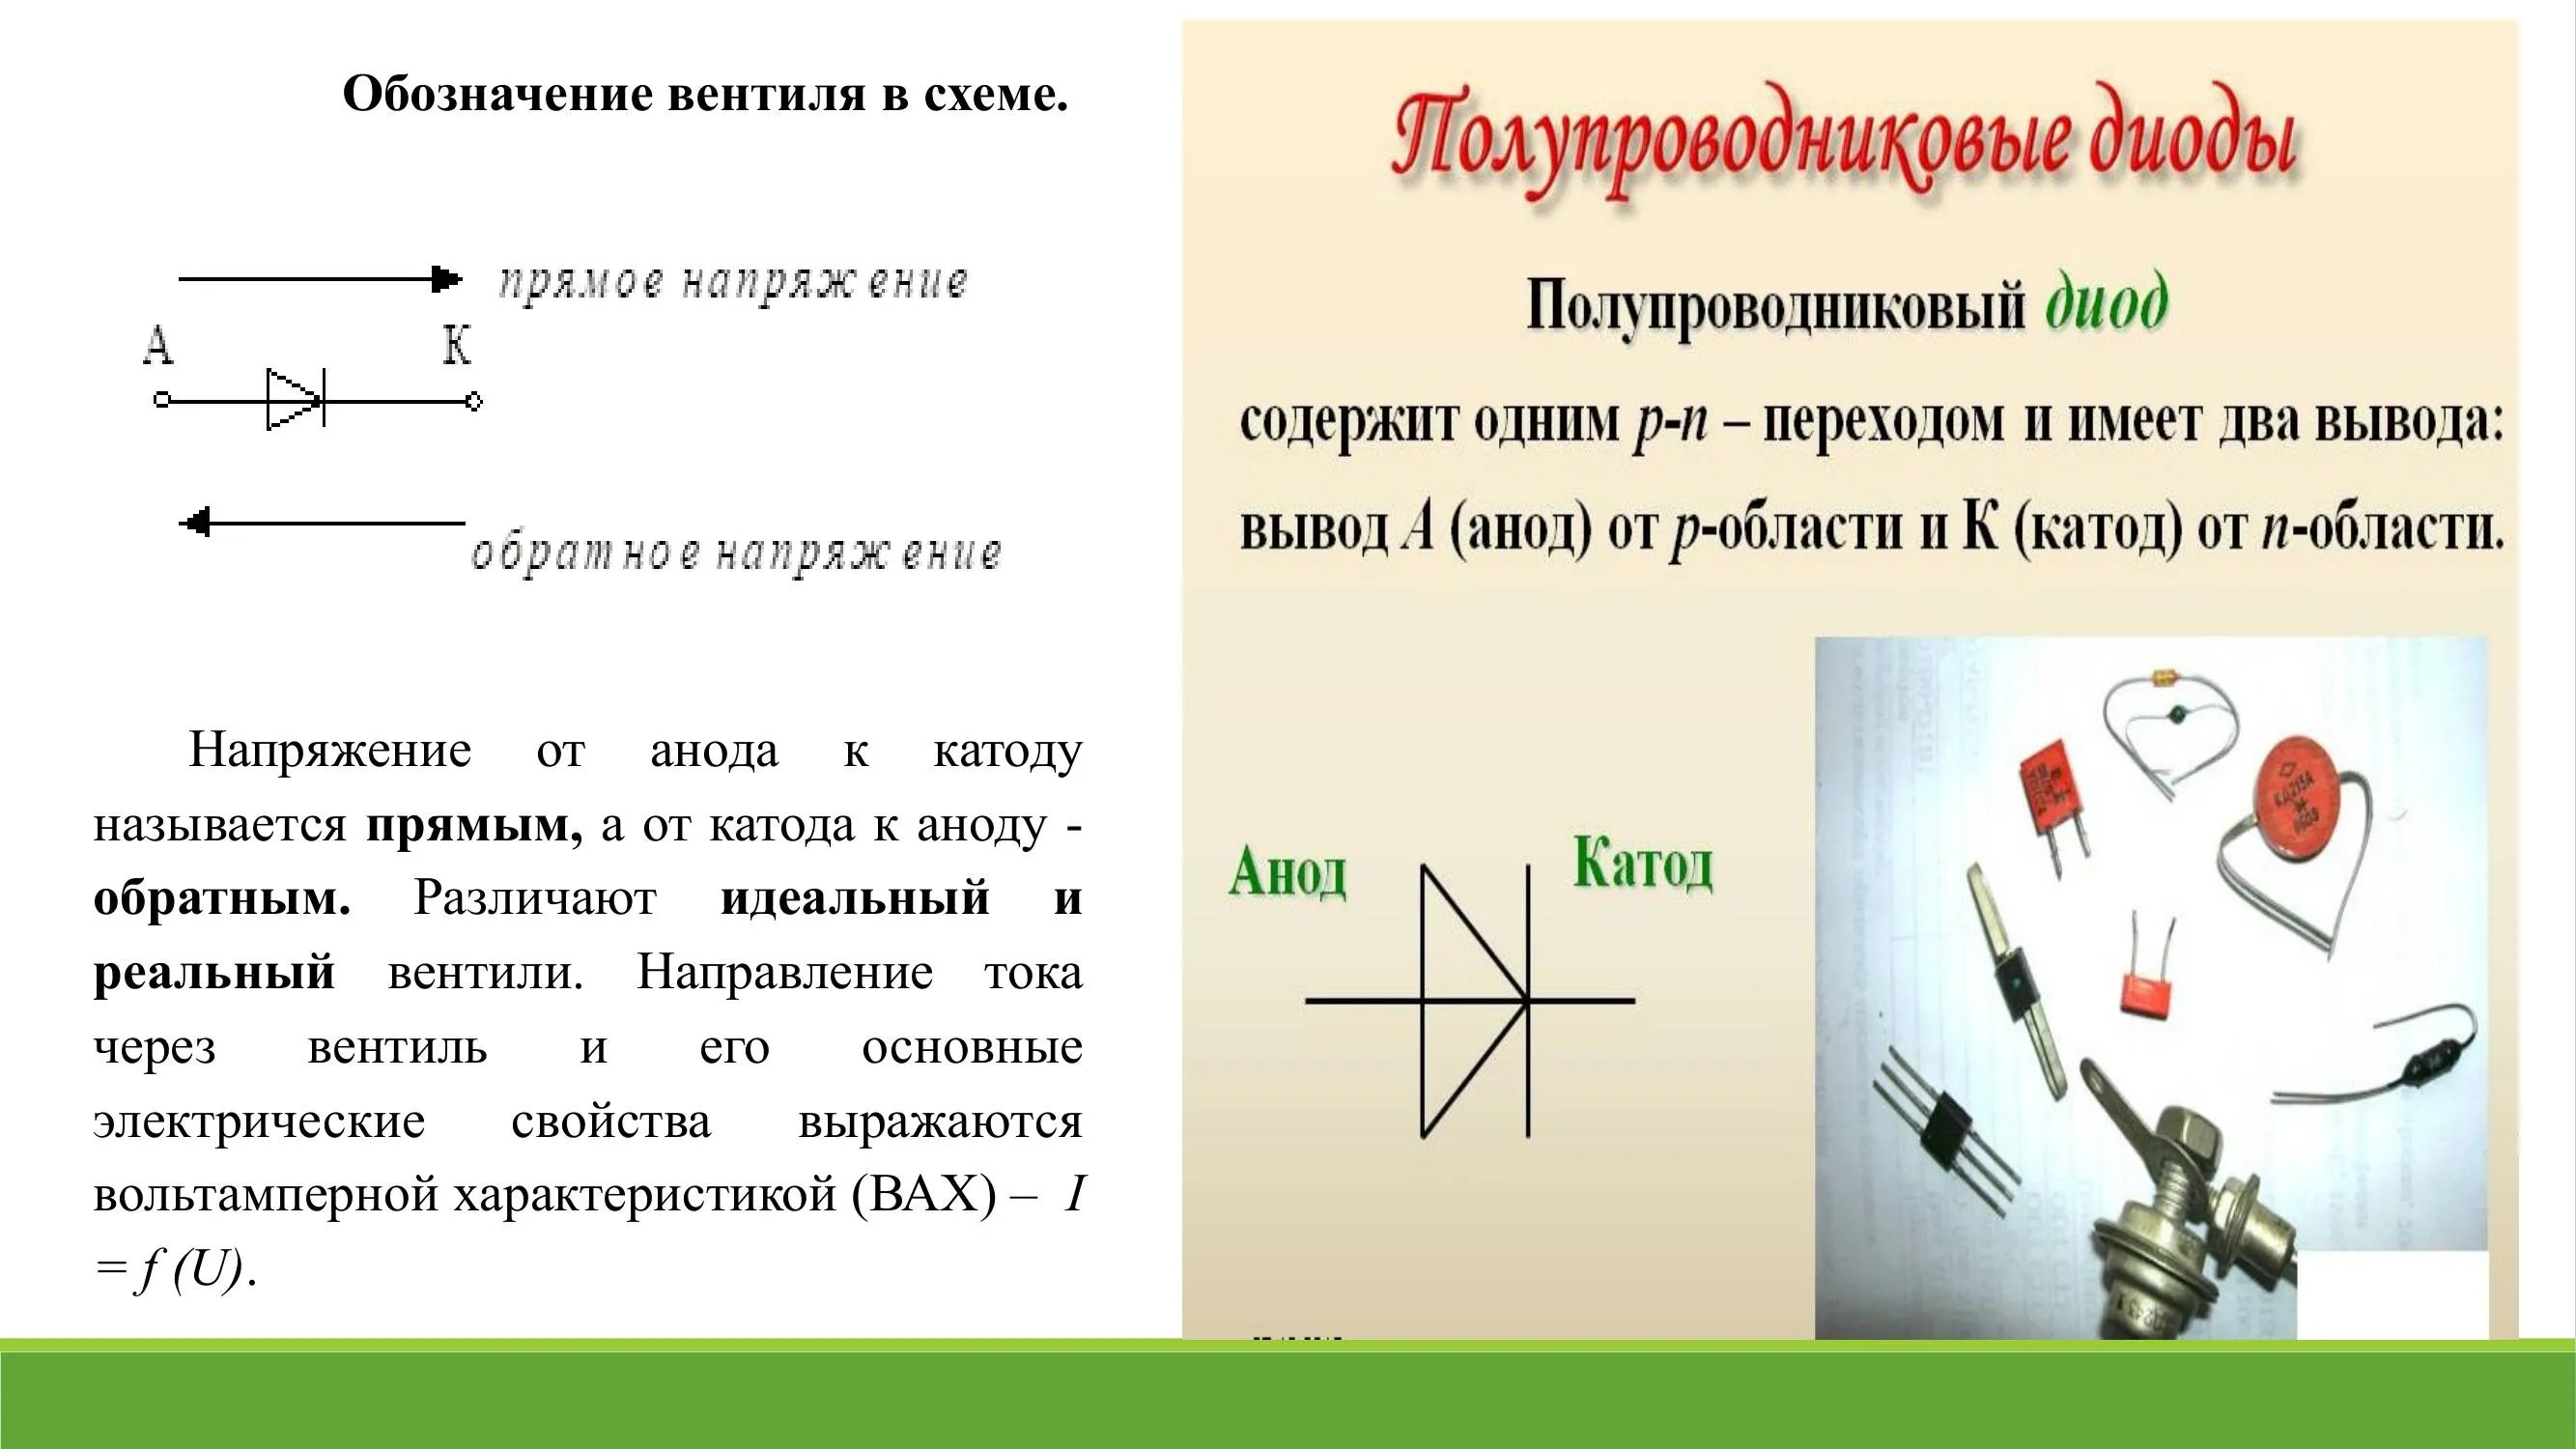 Обозначение вентиля в схеме.
прямое напряжение
А К
обратное напряжение
Напряжение от анода к катоду
называется прямым, а от катода к аноду -
обратным. Различают идеальный и
реальный вентили. Направление тока
через вентиль и его основные
электрические свойства выражаются
вольтамперной характеристикой (ВАХ) – I
= f (U).
Полупроводниковые диоды
Полупроводниковый диод
содержит одним p-n – переходом и имеет два вывода:
вывод А (анод) от p-области и К (катод) от n-области.
Анод Катод
КД213А